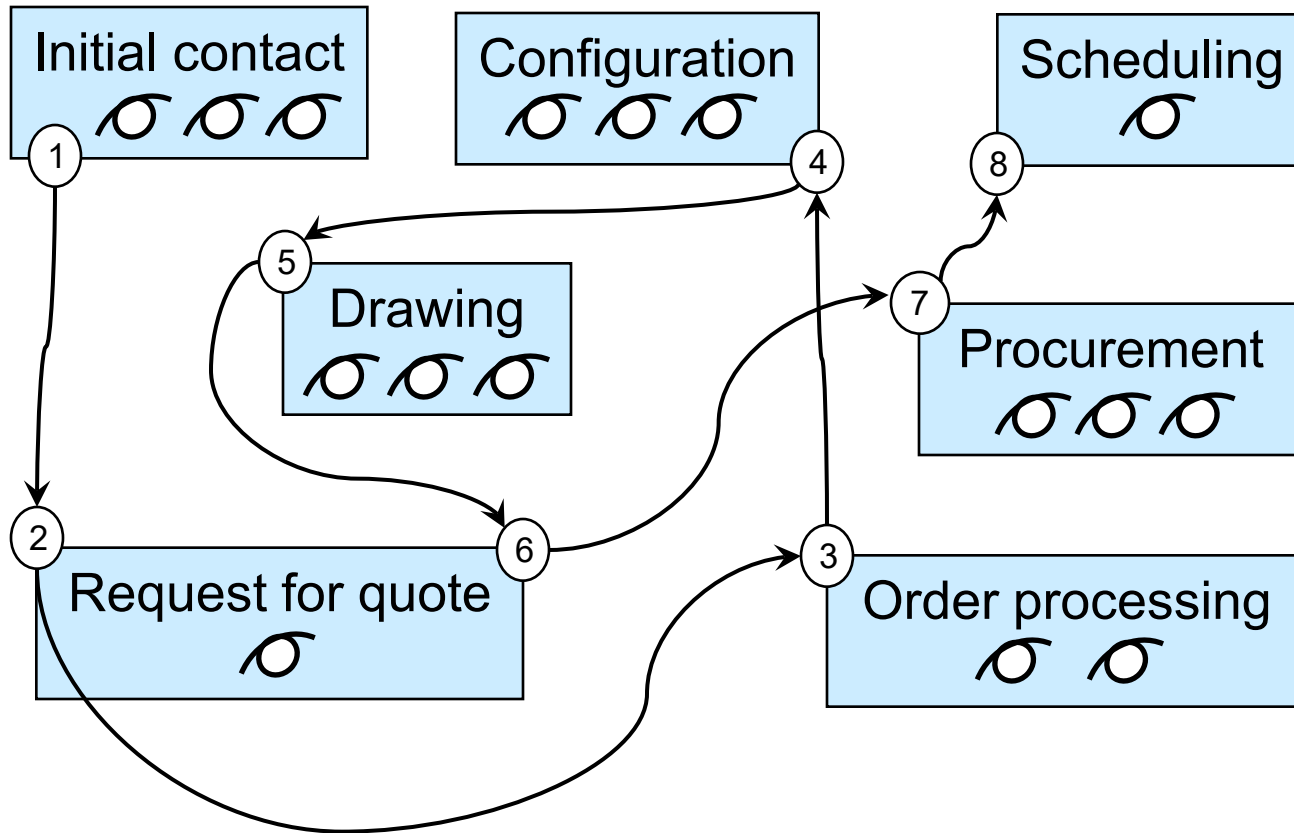 Initial contact
1
Configuration
4
Scheduling
8
5
Drawing
7
Procurement
2
Request for quote
6
3
Order processing